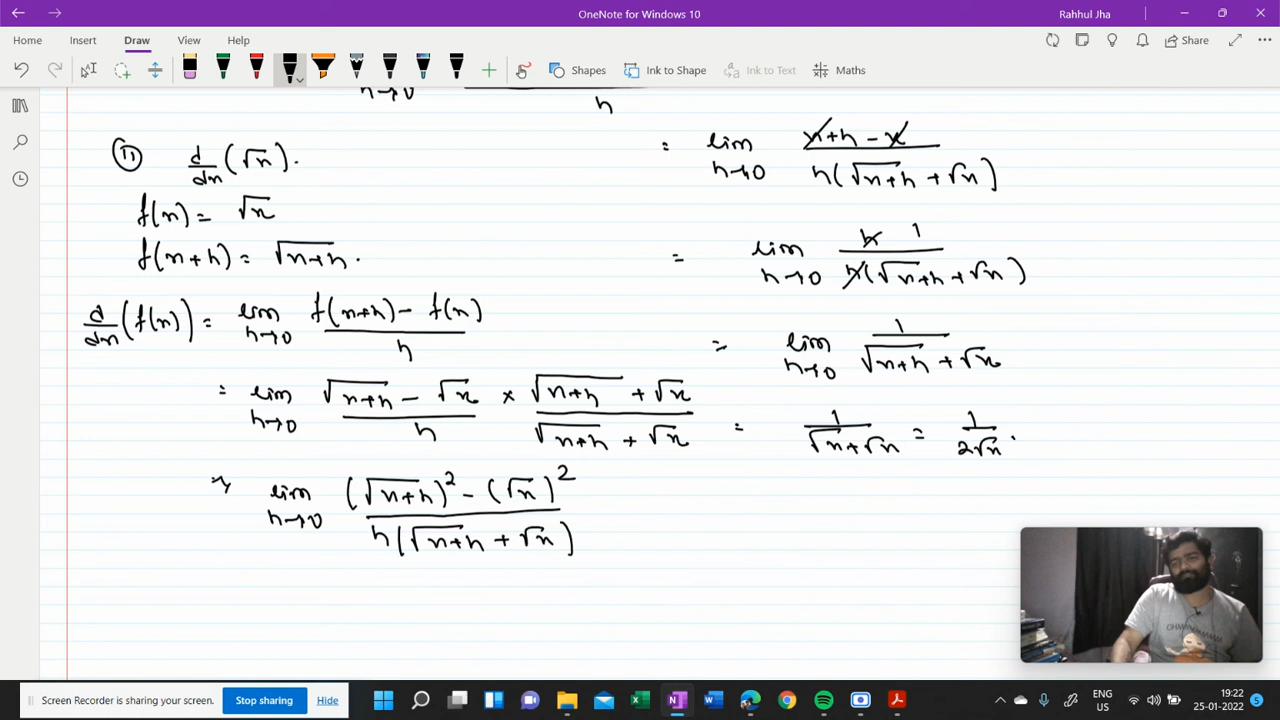 OneNote for Windows 10
Rahhul Jha
Home Insert Draw View Help
Share
Shapes
Ink to Shape
Ink to Text
Maths
h→0
h
(ii) d/dx (√x).
f(x) = √x
f(x+h) = √x+h .
d/dx (f(x)) = lim h→0 f(x+h) − f(x) / h
= lim h→0 √x+h − √x / h × √x+h + √x / √x+h + √x
⇒ lim h→0 (√x+h)² − (√x)² / h(√x+h + √x)
= lim h→0 x+h − x / h(√x+h + √x)
= lim h→0 h 1 / h(√x+h + √x)
= lim h→0 1 / √x+h + √x
= 1 / √x+√x = 1 / 2√x .
OHMMMMMMM
Screen Recorder is sharing your screen.
Stop sharing
Hide
ENG
US
19:22
25-01-2022
5